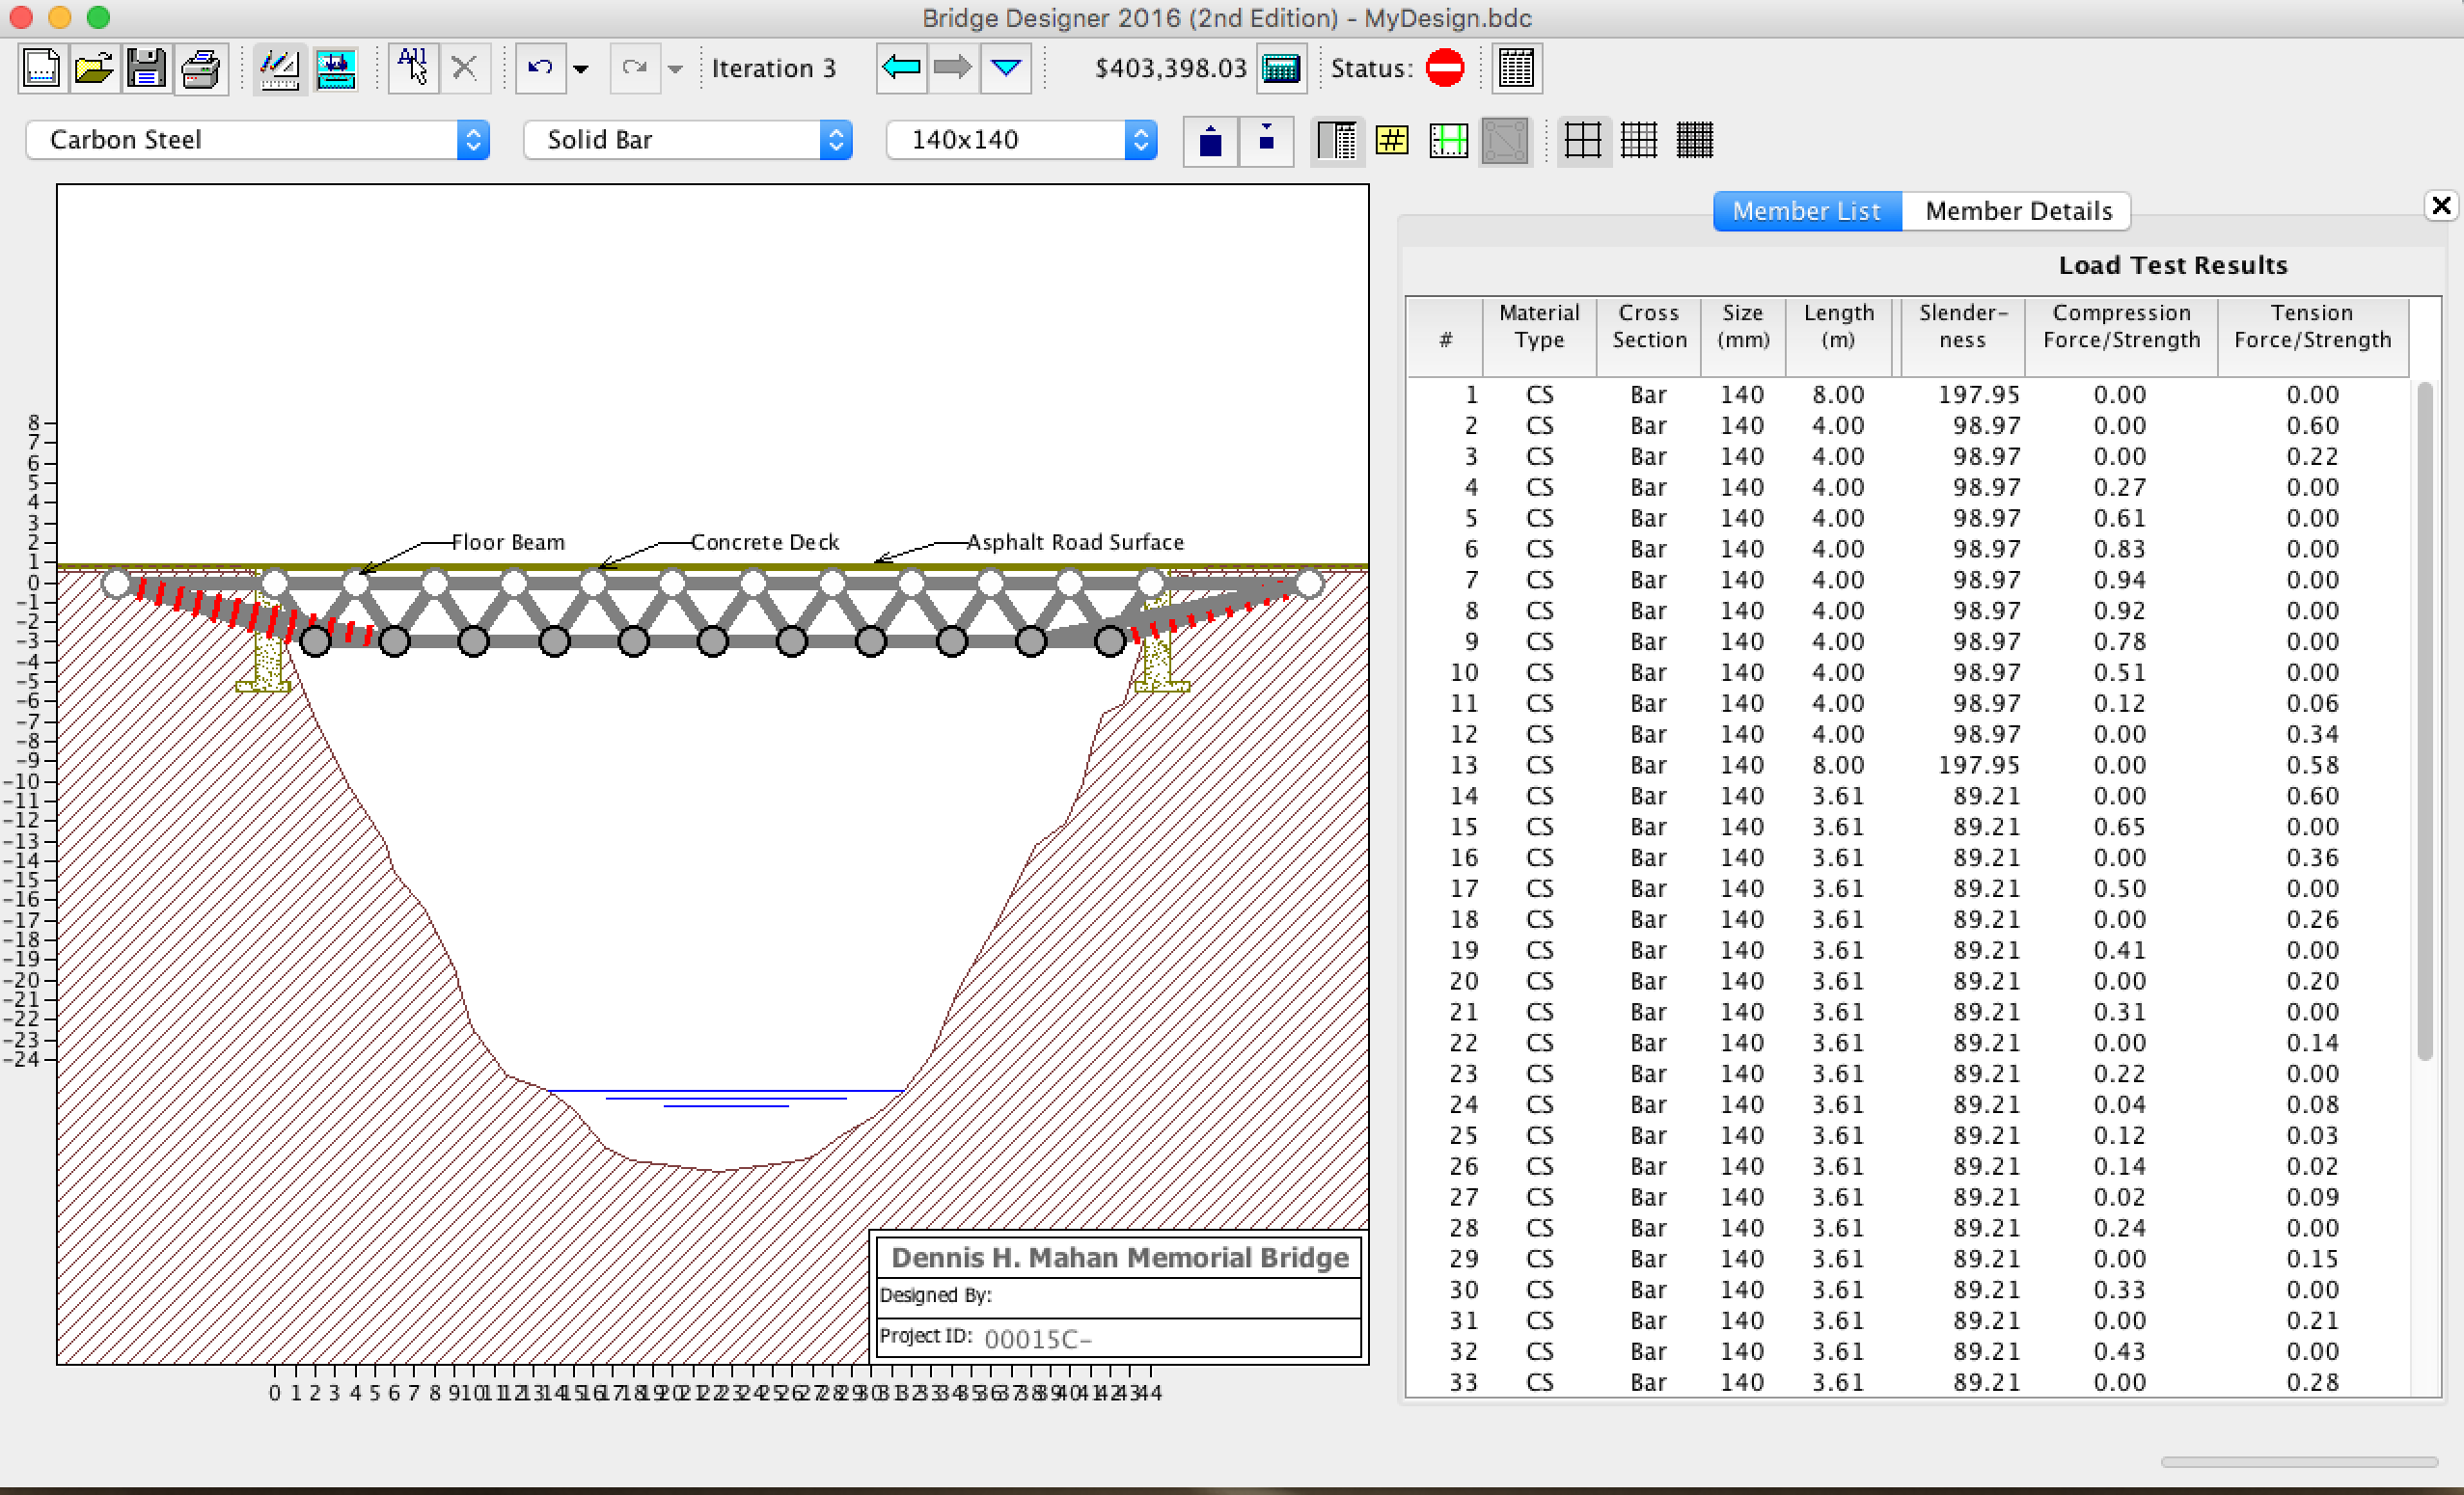 Bridge Designer 2016 (2nd Edition) - MyDesign.bdc
All Iteration 3 $403,398.03 Status:
Carbon Steel Solid Bar 140x140 #
Member List Member Details
Load Test Results
# Material Type Cross Section Size (mm) Length (m) Slender-ness Compression Force/Strength Tension Force/Strength
1 CS Bar 140 8.00 197.95 0.00 0.00
2 CS Bar 140 4.00 98.97 0.00 0.60
3 CS Bar 140 4.00 98.97 0.00 0.22
4 CS Bar 140 4.00 98.97 0.27 0.00
5 CS Bar 140 4.00 98.97 0.61 0.00
6 CS Bar 140 4.00 98.97 0.83 0.00
7 CS Bar 140 4.00 98.97 0.94 0.00
8 CS Bar 140 4.00 98.97 0.92 0.00
9 CS Bar 140 4.00 98.97 0.78 0.00
10 CS Bar 140 4.00 98.97 0.51 0.00
11 CS Bar 140 4.00 98.97 0.12 0.06
12 CS Bar 140 4.00 98.97 0.00 0.34
13 CS Bar 140 8.00 197.95 0.00 0.58
14 CS Bar 140 3.61 89.21 0.00 0.60
15 CS Bar 140 3.61 89.21 0.65 0.00
16 CS Bar 140 3.61 89.21 0.00 0.36
17 CS Bar 140 3.61 89.21 0.50 0.00
18 CS Bar 140 3.61 89.21 0.00 0.26
19 CS Bar 140 3.61 89.21 0.41 0.00
20 CS Bar 140 3.61 89.21 0.00 0.20
21 CS Bar 140 3.61 89.21 0.31 0.00
22 CS Bar 140 3.61 89.21 0.00 0.14
23 CS Bar 140 3.61 89.21 0.22 0.00
24 CS Bar 140 3.61 89.21 0.04 0.08
25 CS Bar 140 3.61 89.21 0.12 0.03
26 CS Bar 140 3.61 89.21 0.14 0.02
27 CS Bar 140 3.61 89.21 0.02 0.09
28 CS Bar 140 3.61 89.21 0.24 0.00
29 CS Bar 140 3.61 89.21 0.00 0.15
30 CS Bar 140 3.61 89.21 0.33 0.00
31 CS Bar 140 3.61 89.21 0.00 0.21
32 CS Bar 140 3.61 89.21 0.43 0.00
33 CS Bar 140 3.61 89.21 0.00 0.28
8
7
6
5
4
3
2
1
0
-1
-2
-3
-4
-5
-6
-7
-8
-9
-10
-11
-12
-13
-14
-15
-16
-17
-18
-19
-20
-21
-22
-23
-24
Floor Beam Concrete Deck Asphalt Road Surface
Dennis H. Mahan Memorial Bridge
Designed By:
Project ID: 00015C-
0 1 2 3 4 5 6 7 8 9 10 11 12 13 14 15 16 17 18 19 20 21 22 23 24 25 26 27 28 29 30 31 32 33 34 35 36 37 38 39 40 41 42 43 44